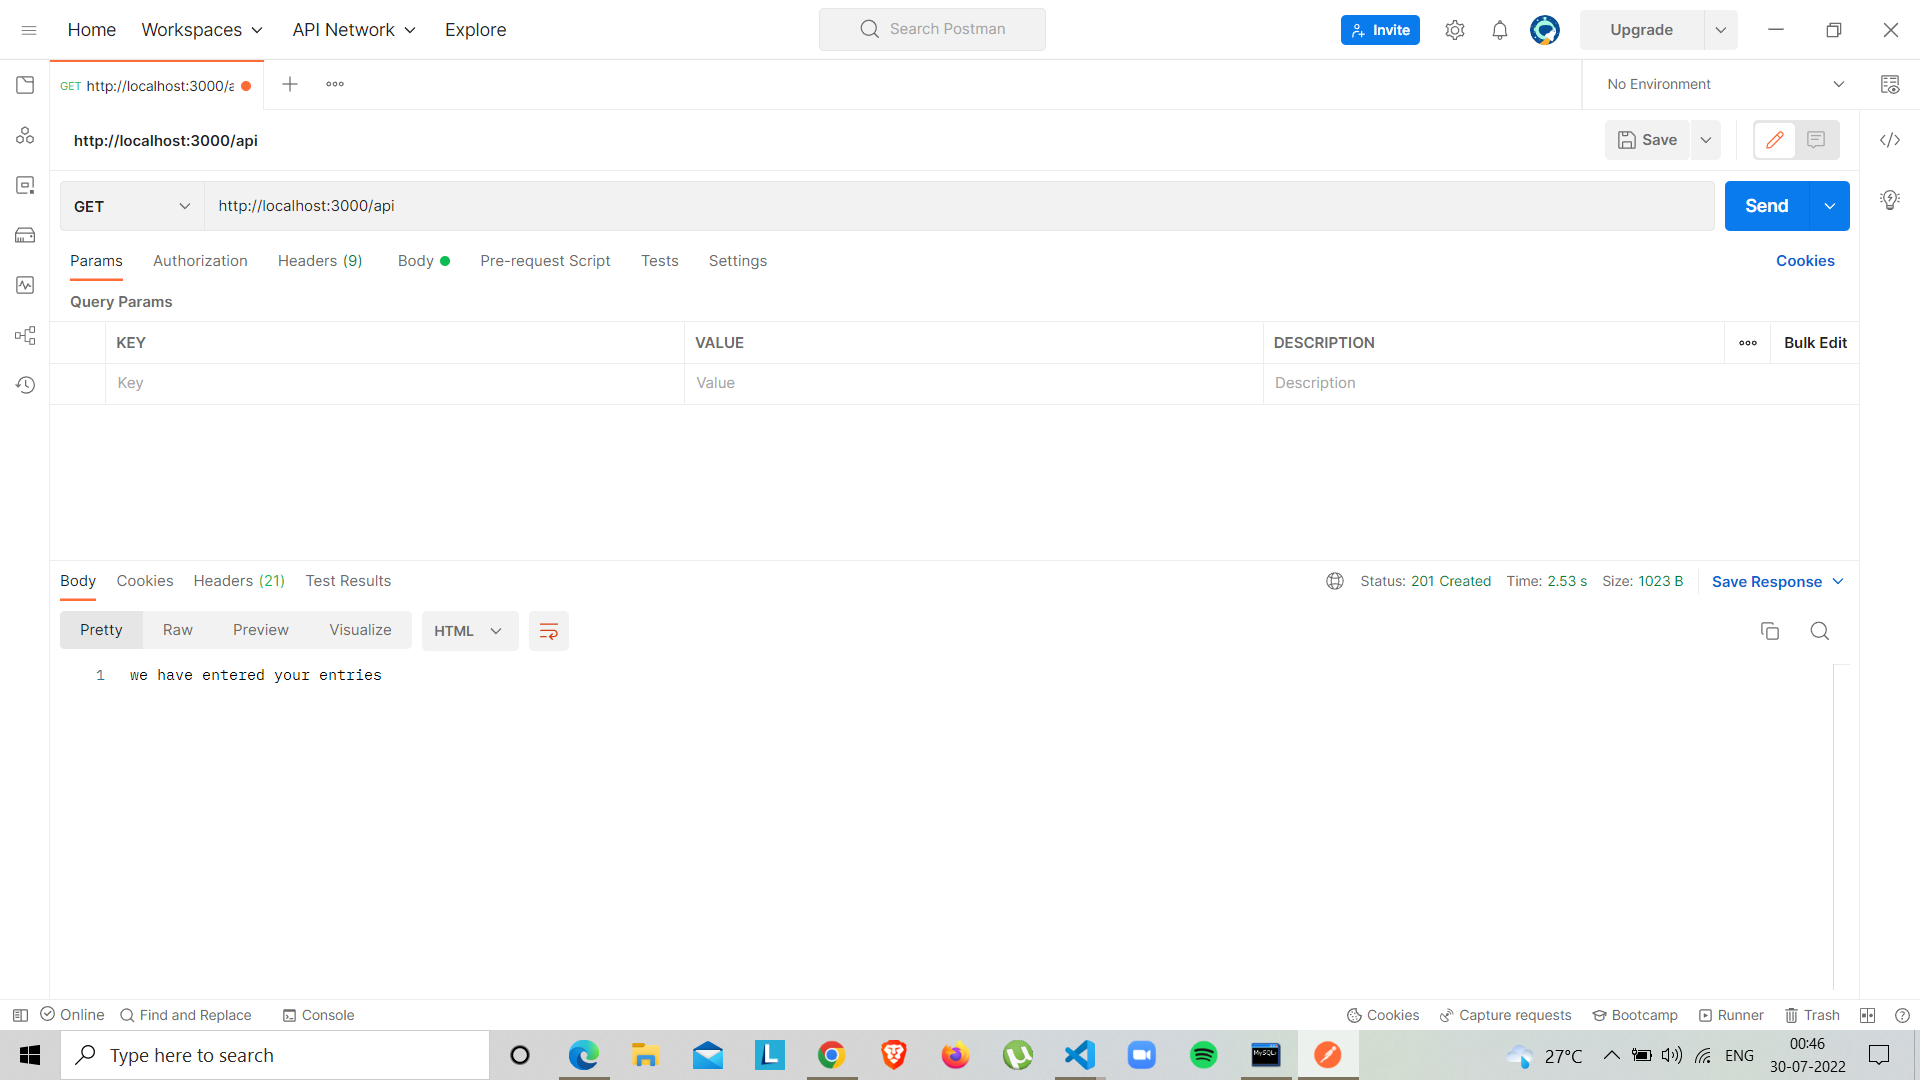 Home Workspaces API Network Explore Search Postman Invite Upgrade
GET http://localhost:3000/a No Environment
http://localhost:3000/api Save
GET http://localhost:3000/api Send
Params Authorization Headers (9) Body Pre-request Script Tests Settings Cookies
Query Params
KEY VALUE DESCRIPTION Bulk Edit
Key Value Description
Body Cookies Headers (21) Test Results Status: 201 Created Time: 2.53 s Size: 1023 B Save Response
Pretty Raw Preview Visualize HTML
1 we have entered your entries
Online Find and Replace Console Cookies Capture requests Bootcamp Runner Trash
Type here to search L MySQL 27°C ENG 00:46
30-07-2022